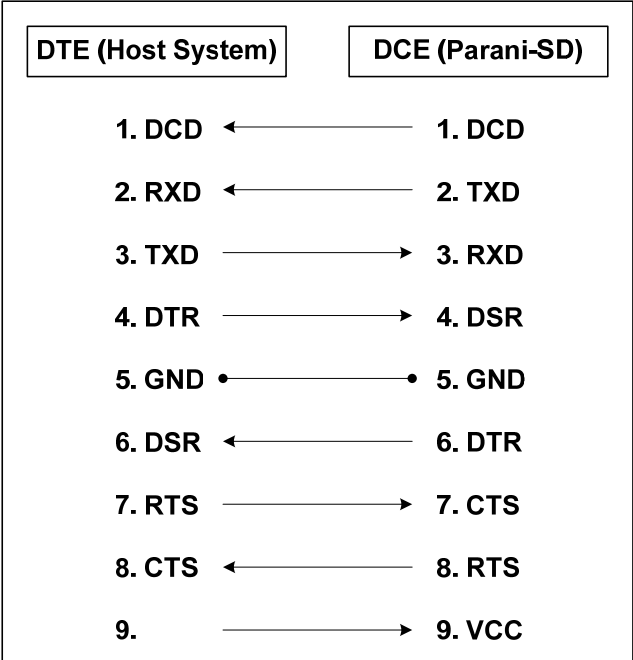 DTE (Host System) DCE (Parani-SD)
1. DCD 1. DCD
2. RXD 2. TXD
3. TXD 3. RXD
4. DTR 4. DSR
5. GND 5. GND
6. DSR 6. DTR
7. RTS 7. CTS
8. CTS 8. RTS
9. 9. VCC